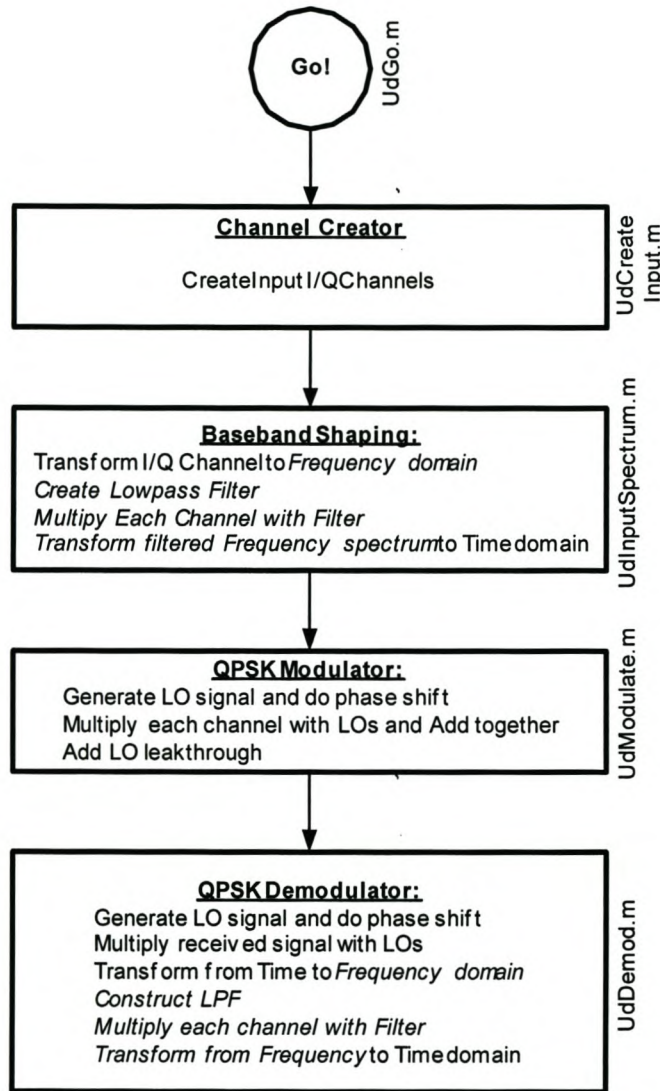 Go!
UdGo.m
Channel Creator
CreateInputI/QChannels
UdCreate
Input.m
Baseband Shaping:
Transform I/Q Channel to Frequency domain
Create Lowpass Filter
Multipy Each Channel with Filter
Transform filtered Frequency spectrum to Time domain
UdInputSpectrum.m
QPSK Modulator:
Generate LO signal and do phase shift
Multiply each channel with LOs and Add together
Add LO leakthrough
UdModulate.m
QPSK Demodulator:
Generate LO signal and do phase shift
Multiply received signal with LOs
Transform from Time to Frequency domain
Construct LPF
Multiply each channel with Filter
Transform from Frequency to Time domain
UdDemod.m